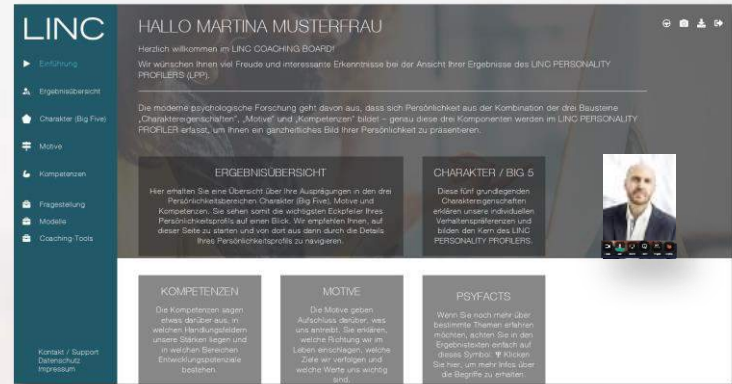 LINC
Einführung
Ergebnisübersicht
Charakter (Big Five)
Motive
Kompetenzen
Fragestellung
Modelle
Coaching-Tools
Kontakt / Support
Datenschutz
Impressum
HALLO MARTINA MUSTERFRAU
Herzlich willkommen im LINC COACHING BOARD!
Wir wünschen Ihnen viel Freude und interessante Erkenntnisse bei der Ansicht Ihrer Ergebnisse des LINC PERSONALITY
PROFILERS (LPP).
Die moderne psychologische Forschung geht davon aus, dass sich Persönlichkeit aus der Kombination der drei Bausteine
„Charaktereigenschaften“, „Motive“ und „Kompetenzen“ bildet – genau diese drei Komponenten werden im LINC PERSONALITY
PROFILER erfasst, um Ihnen ein ganzheitliches Bild Ihrer Persönlichkeit zu präsentieren.
ERGEBNISÜBERSICHT
Hier erhalten Sie eine Übersicht über Ihre Ausprägungen in den drei
Persönlichkeitsbereichen Charakter (Big Five), Motive und
Kompetenzen. Sie sehen somit die wichtigsten Eckpfeiler Ihres
Persönlichkeitsprofils auf einen Blick. Wir empfehlen Ihnen, auf
dieser Seite zu starten und von dort aus dann durch die Details
Ihres Persönlichkeitsprofils zu navigieren.
CHARAKTER / BIG 5
Diese fünf grundlegenden
Charaktereigenschaften
erklären unsere individuellen
Verhaltenspräferenzen und
bilden den Kern des LINC
PERSONALITY PROFILERS.
KOMPETENZEN
Die Kompetenzen sagen
etwas darüber aus, in
welchen Handlungsfeldern
unsere Stärken liegen und
in welchen Bereichen
Entwicklungspotenziale
bestehen.
MOTIVE
Die Motive geben
Aufschluss darüber, was
uns antreibt. Sie erklären,
welche Richtung wir im
Leben einschlagen, welche
Ziele wir verfolgen und
welche Werte uns wichtig
sind.
PSYFACTS
Wenn Sie noch mehr über
bestimmte Themen erfahren
möchten, achten Sie in den
Ergebnistexten einfach auf
dieses Symbol: Ψ Klicken
Sie hier, um mehr Infos über
die Begriffe zu erhalten.